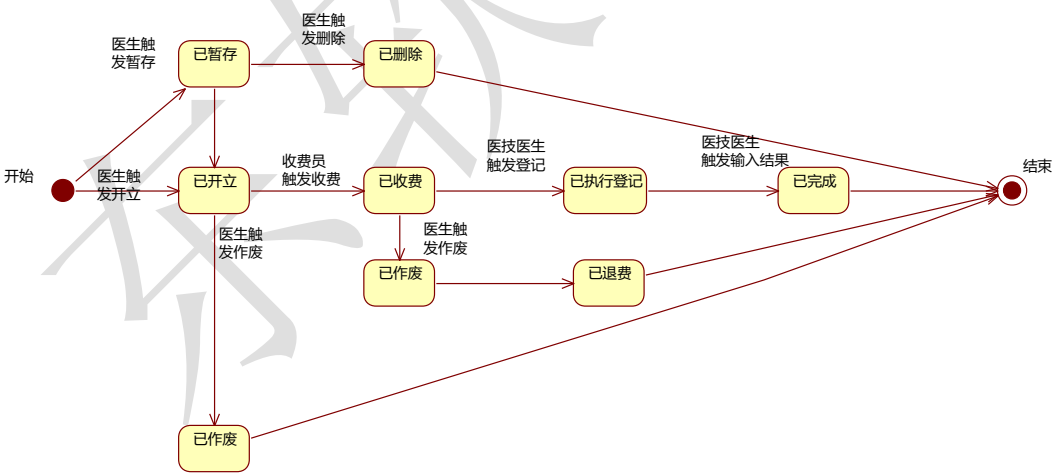 医生触
发删除
医生触
发暂存
已暂存
已删除
医技医生
触发登记
医技医生
触发输入结果
收费员
触发收费
开始
医生触
发开立
已开立
已收费
已执行登记
已完成
结束
医生触
发作废
医生触
发作废
已作废
已退费
已作废
东软